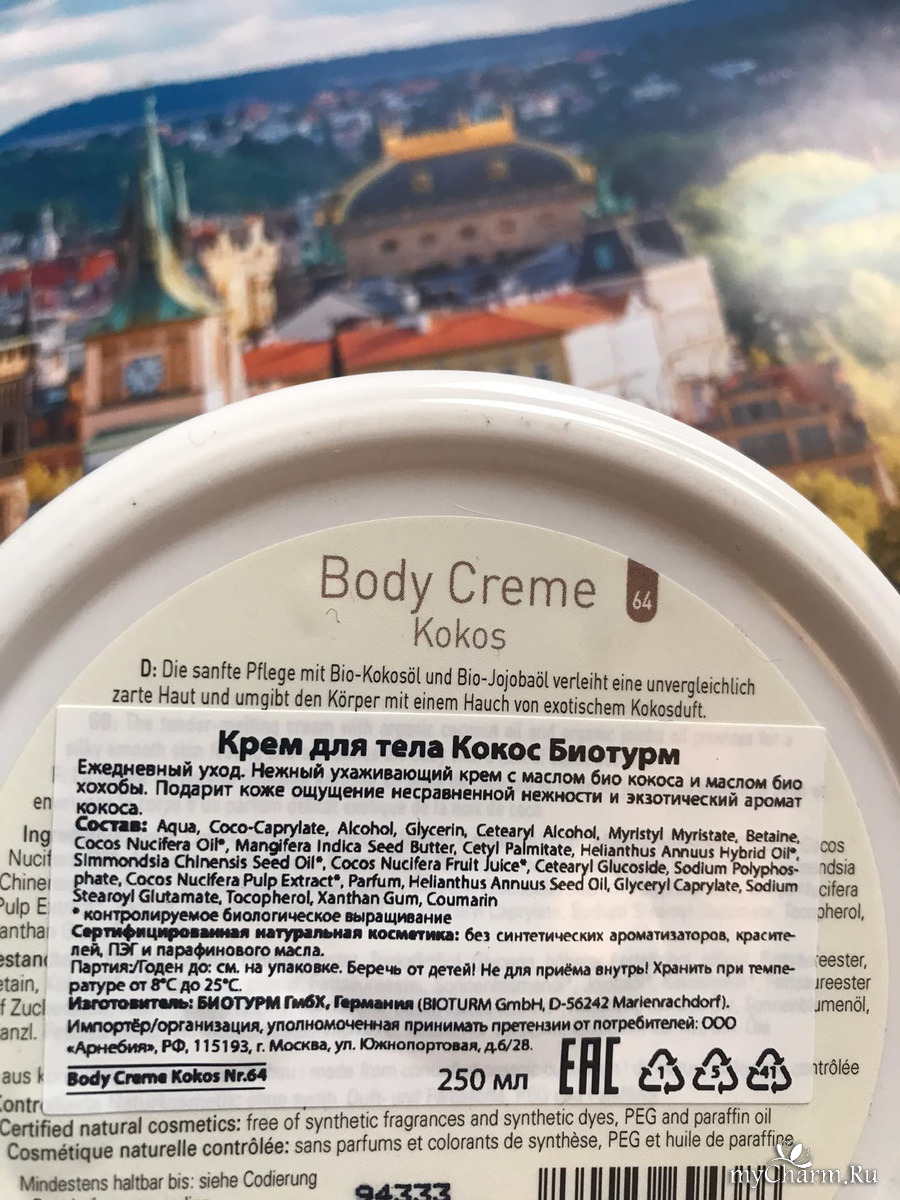 Body Creme
64
Kokos
D: Die sanfte Pflege mit Bio-Kokosöl und Bio-Jojobaöl verleiht eine unvergleichlich
zarte Haut und umgibt den Körper mit einem Hauch von exotischem Kokosduft.
Крем для тела Кокос Биотурм
Ежедневный уход. Нежный ухаживающий крем с маслом био кокоса и маслом био
хохобы. Подарит коже ощущение несравненной нежности и экзотический аромат
кокоса.
Состав: Aqua, Coco-Caprylate, Alcohol, Glycerin, Cetearyl Alcohol, Myristyl Myristate, Betaine,
Cocos Nucifera Oil*, Mangifera Indica Seed Butter, Cetyl Palmitate, Helianthus Annuus Hybrid Oil*,
Simmondsia Chinensis Seed Oil*, Cocos Nucifera Fruit Juice*, Cetearyl Glucoside, Sodium Polyphos-
phate, Cocos Nucifera Pulp Extract*, Parfum, Helianthus Annuus Seed Oil, Glyceryl Caprylate, Sodium
Stearoyl Glutamate, Tocopherol, Xanthan Gum, Coumarin
* контролируемое биологическое выращивание
Сертифицированная натуральная косметика: без синтетических ароматизаторов, красите-
лей, ПЭГ и парафинового масла.
Партия:/Годен до: см. на упаковке. Беречь от детей! Не для приёма внутрь! Хранить при темпе-
ратуре от 8°C до 25°C.
Изготовитель: БИОТУРМ ГмбХ, Германия (BIOTURM GmbH, D-56242 Marienrachdorf).
Импортёр/организация, уполномоченная принимать претензии от потребителей: ООО
«Арнебия», РФ, 115193, г. Москва, ул. Южнопортовая, д.6/28.
Body Creme Kokos Nr.64
250 мл
EAC
1 5 41
Certified natural cosmetics: free of synthetic fragrances and synthetic dyes, PEG and paraffin oil
Cosmétique naturelle contrôlée: sans parfums et colorants de synthèse, PEG et huile de paraffine
Mindestens haltbar bis: siehe Codierung
94333
myCharm.Ru